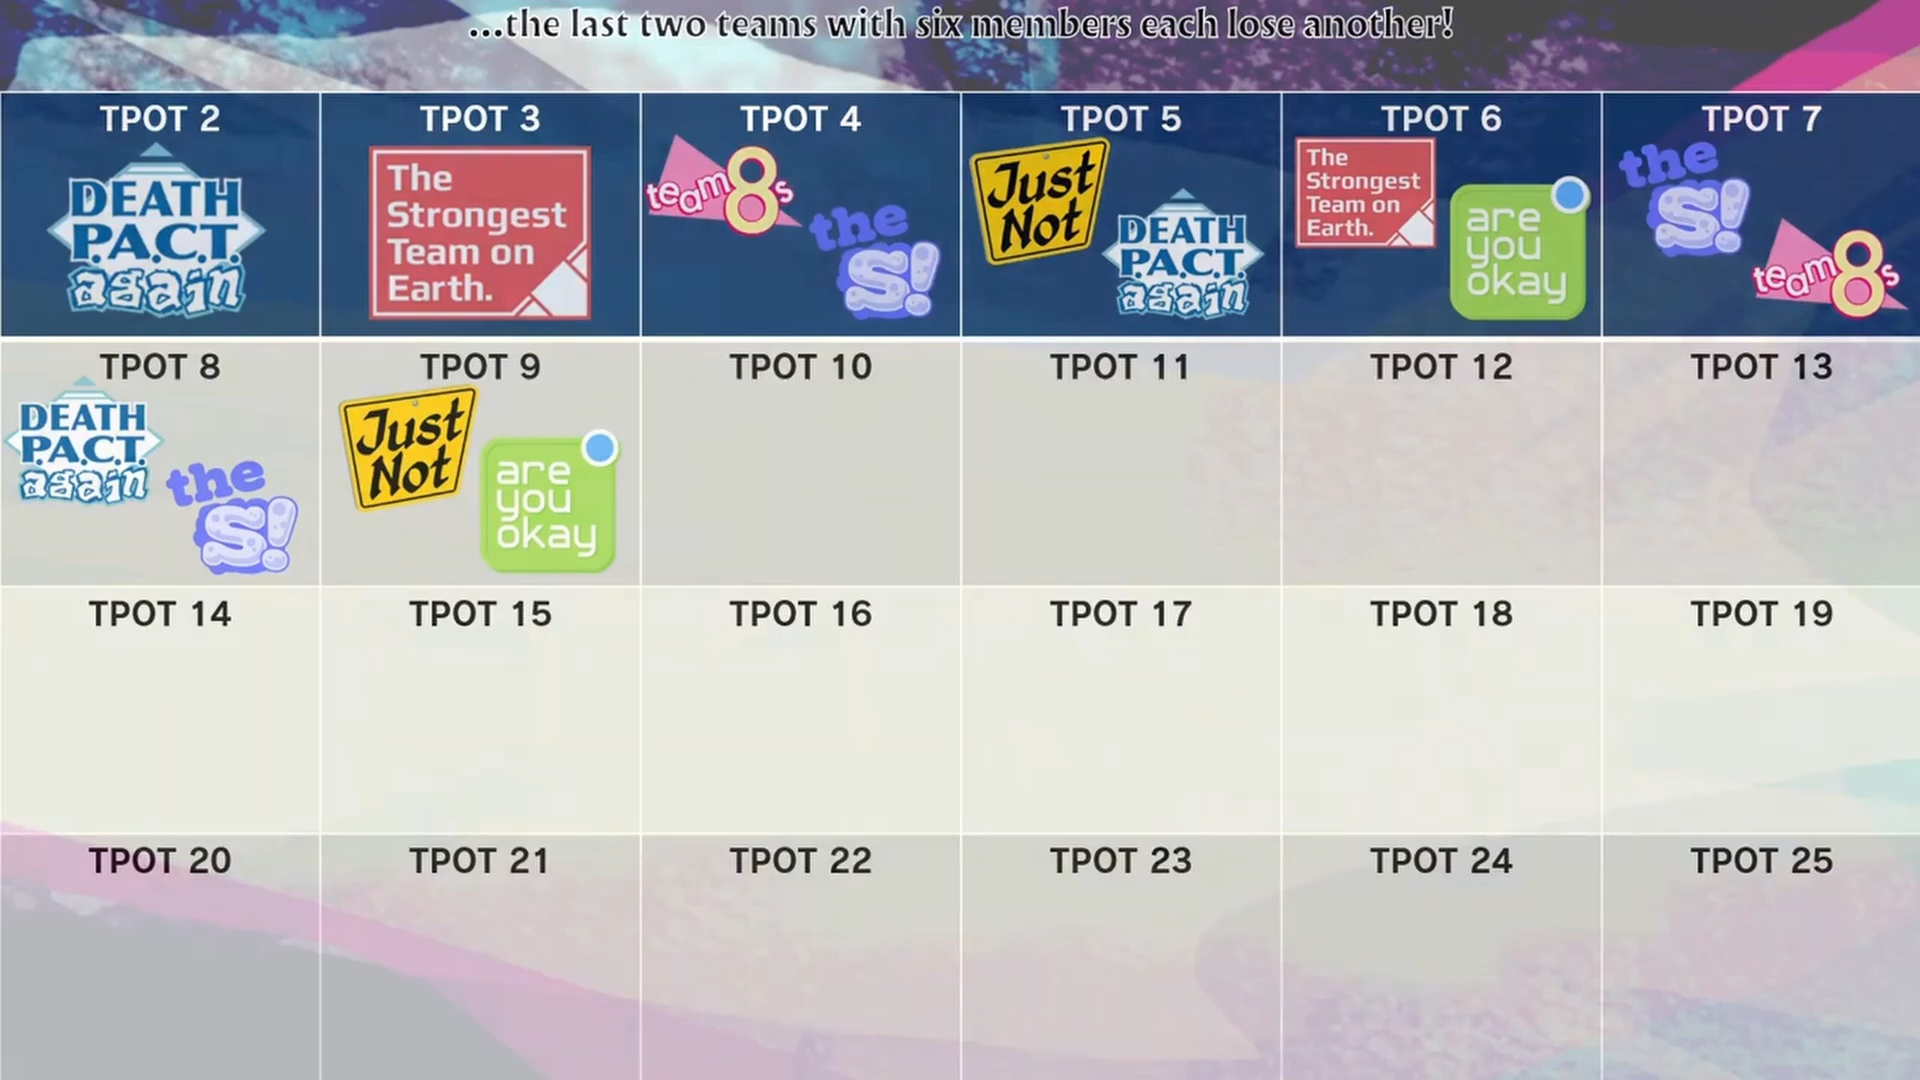 ...the last two teams with six members each lose another!
TPOT 2
TPOT 3
TPOT 4
TPOT 5
TPOT 6
TPOT 7
DEATH
P.A.C.T.
again
The
Strongest
Team on
Earth.
team8s
the
S!
Just
Not
DEATH
P.A.C.T.
again
The
Strongest
Team on
Earth.
are
you
okay
the
S!
team8s
TPOT 8
TPOT 9
TPOT 10
TPOT 11
TPOT 12
TPOT 13
DEATH
P.A.C.T.
again
the
S!
Just
Not
are
you
okay
TPOT 14
TPOT 15
TPOT 16
TPOT 17
TPOT 18
TPOT 19
TPOT 20
TPOT 21
TPOT 22
TPOT 23
TPOT 24
TPOT 25